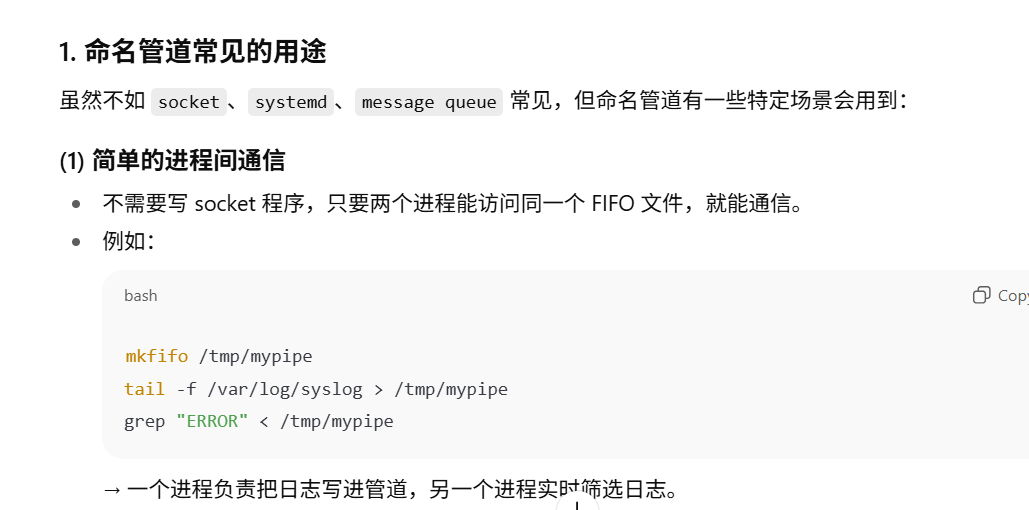 1. 命名管道常见的用途
虽然不如 socket、systemd、message queue 常见，但命名管道有一些特定场景会用到：
(1) 简单的进程间通信
不需要写 socket 程序，只要两个进程能访问同一个 FIFO 文件，就能通信。
例如：
bash
Copy
mkfifo /tmp/mypipe
tail -f /var/log/syslog > /tmp/mypipe
grep "ERROR" < /tmp/mypipe
→ 一个进程负责把日志写进管道，另一个进程实时筛选日志。